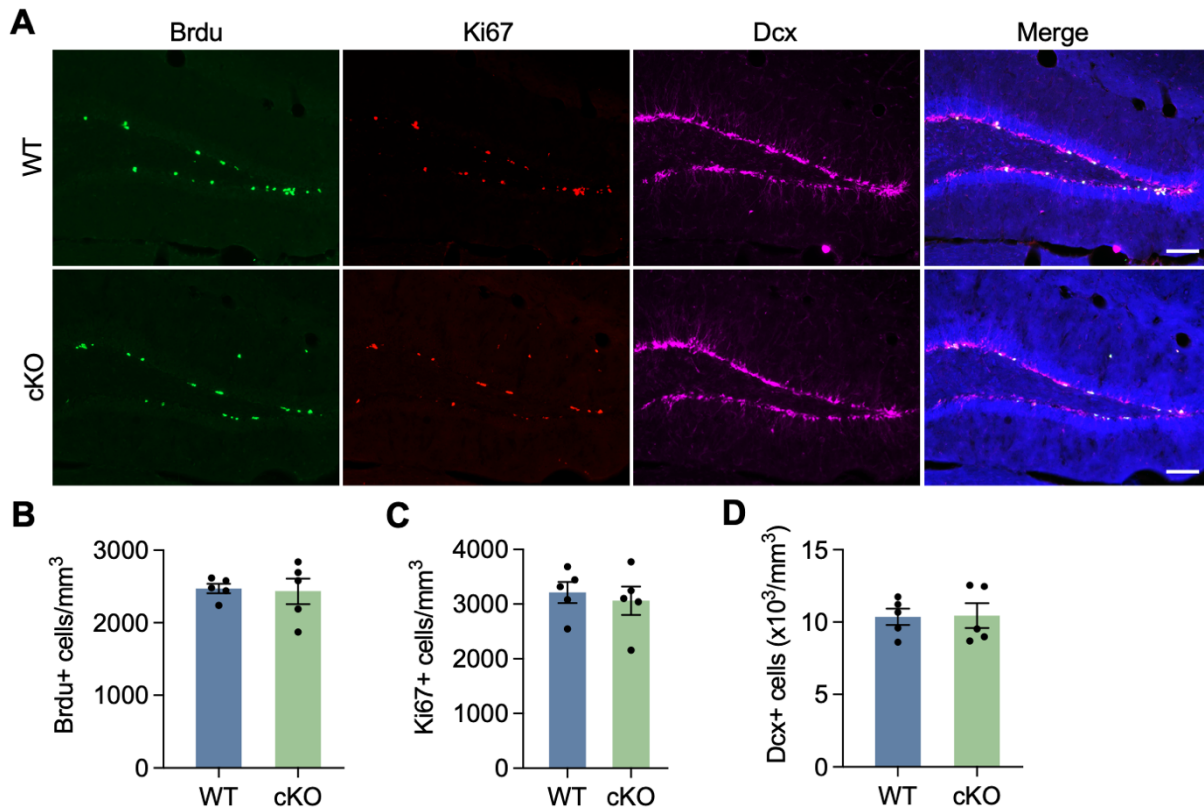 A
Brdu
Ki67
Dcx
Merge
WT
cKO
B
Brdu+ cells/mm³
3000
2000
1000
0
WT
cKO
C
Ki67+ cells/mm³
4000
3000
2000
1000
0
WT
cKO
D
Dcx+ cells (x10³/mm³)
15
10
5
0
WT
cKO